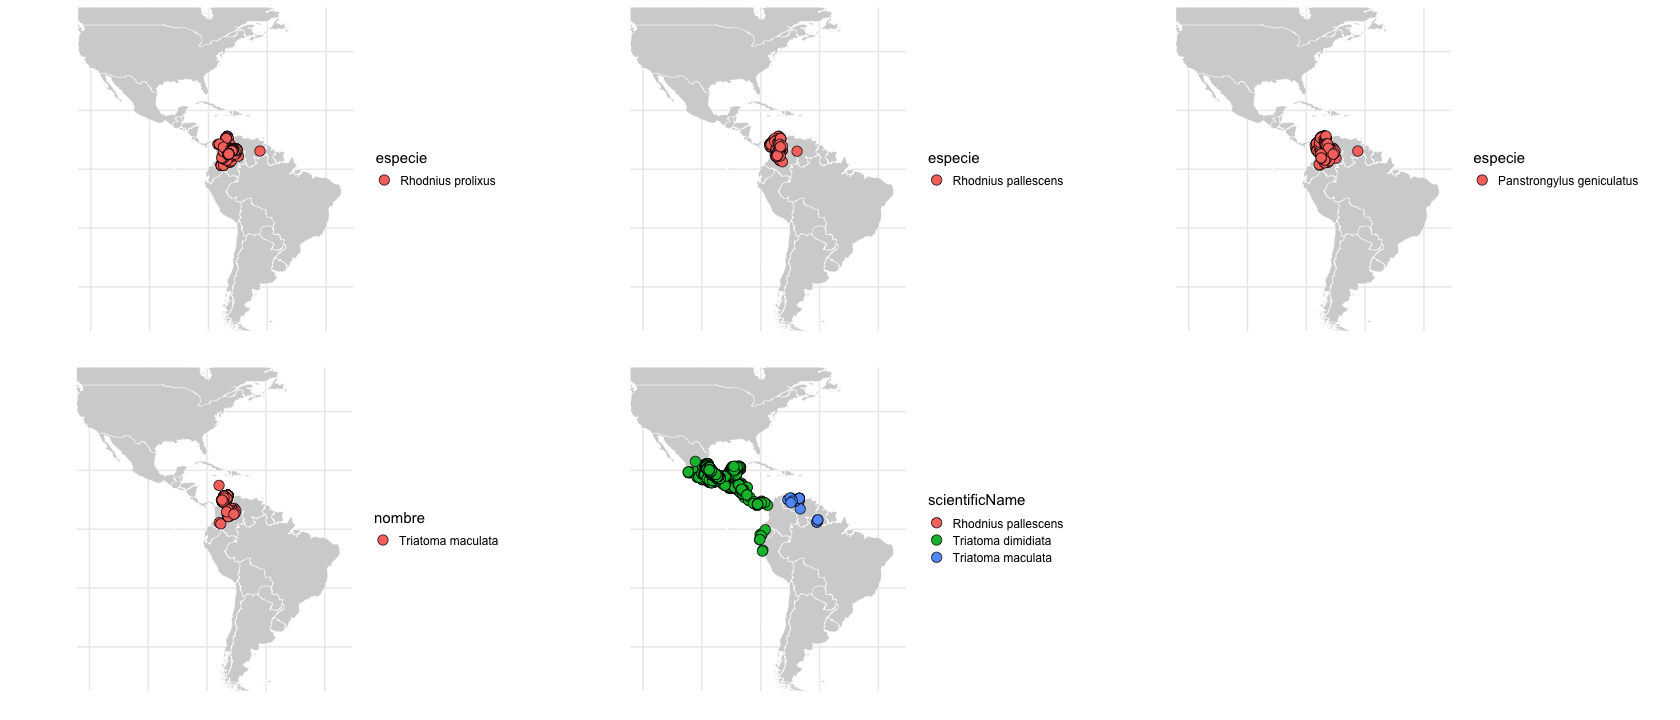 especie
Rhodnius prolixus
especie
Rhodnius pallescens
especie
Panstrongylus geniculatus
nombre
Triatoma maculata
scientificName
Rhodnius pallescens
Triatoma dimidiata
Triatoma maculata